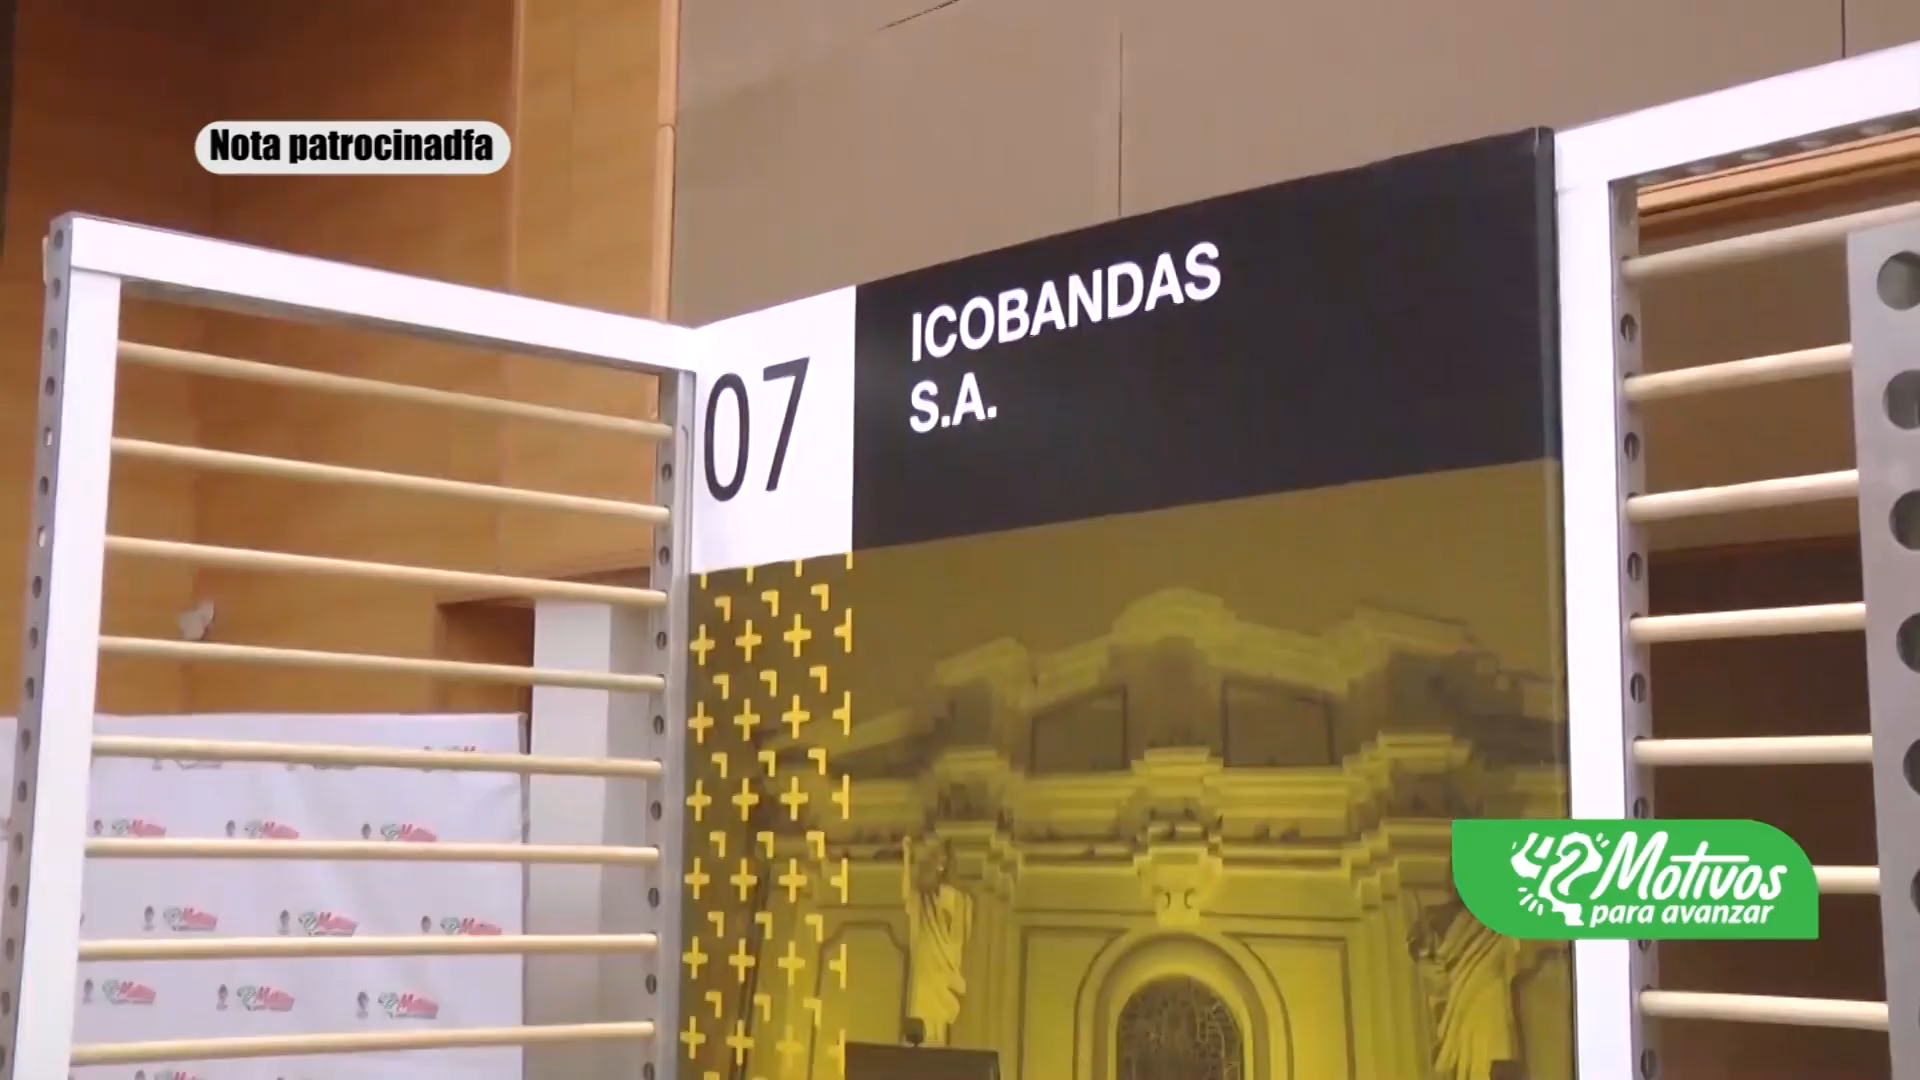 Nota patrocinadfa
07
ICOBANDAS
S.A.
42 Motivos
para avanzar